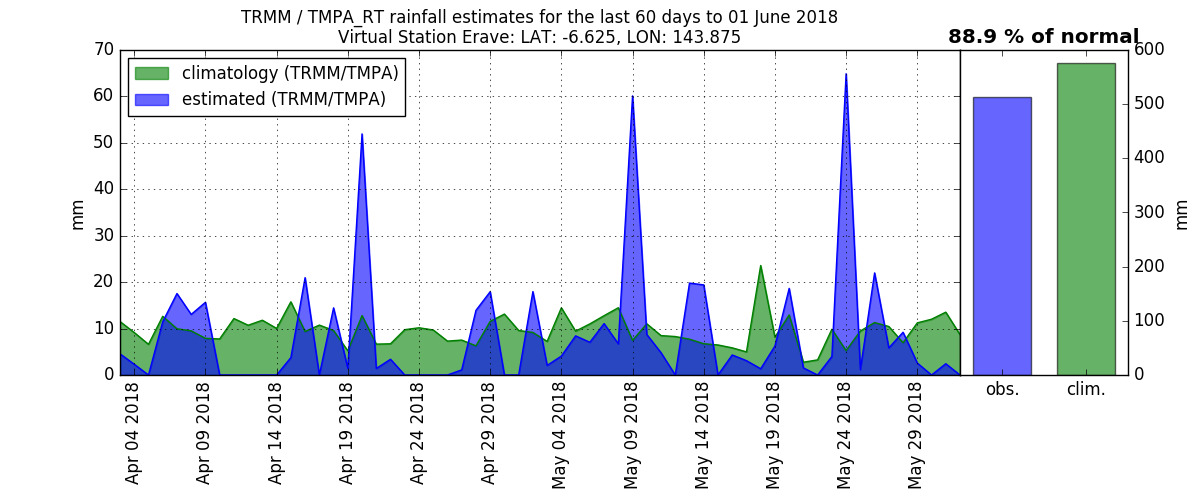 TRMM / TMPA_RT rainfall estimates for the last 60 days to 01 June 2018
Virtual Station Erave: LAT: -6.625, LON: 143.875
88.9 % of normal
climatology (TRMM/TMPA)
estimated (TRMM/TMPA)
mm
70
60
50
40
30
20
10
0
Apr 04 2018
Apr 09 2018
Apr 14 2018
Apr 19 2018
Apr 24 2018
Apr 29 2018
May 04 2018
May 09 2018
May 14 2018
May 19 2018
May 24 2018
May 29 2018
600
500
400
300
200
100
0
mm
obs.
clim.